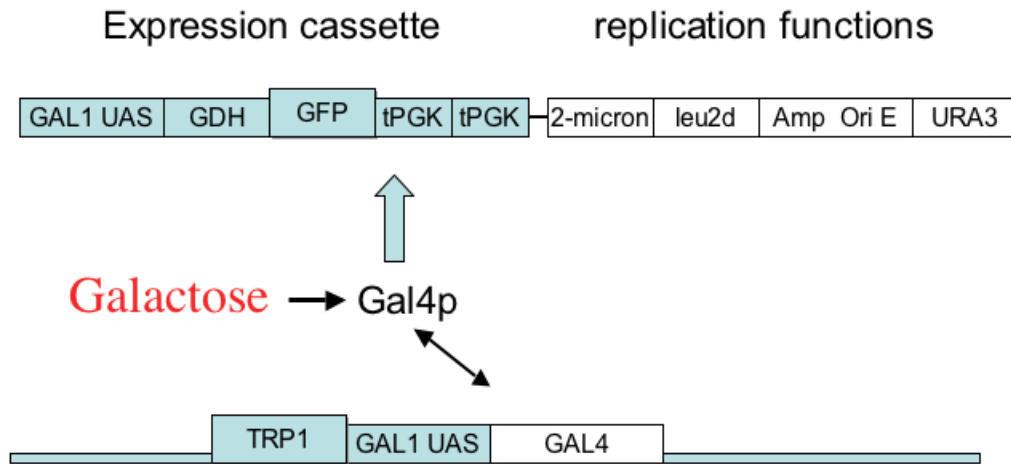 Expression cassette replication functions
GAL1 UAS GDH GFP tPGK tPGK 2-micron leu2d Amp Ori E URA3
Galactose Gal4p
TRP1 GAL1 UAS GAL4